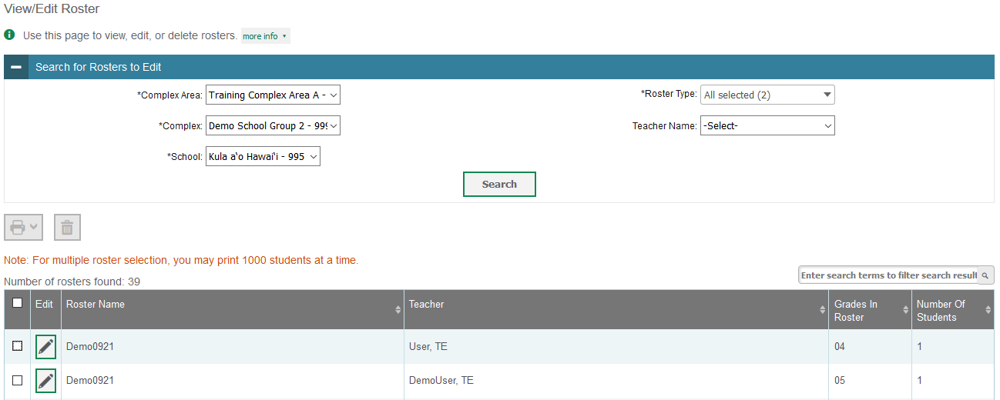 View/Edit Roster
Use this page to view, edit, or delete rosters. more info
Search for Rosters to Edit
*Complex Area: Training Complex Area A -
*Roster Type: All selected (2)
*Complex: Demo School Group 2 - 999
Teacher Name: -Select-
*School: Kula aʻo Hawaiʻi - 995
Search
Note: For multiple roster selection, you may print 1000 students at a time.
Number of rosters found: 39
Enter search terms to filter search result
Edit Roster Name Teacher Grades In Roster Number Of Students
Demo0921 User, TE 04 1
Demo0921 DemoUser, TE 05 1